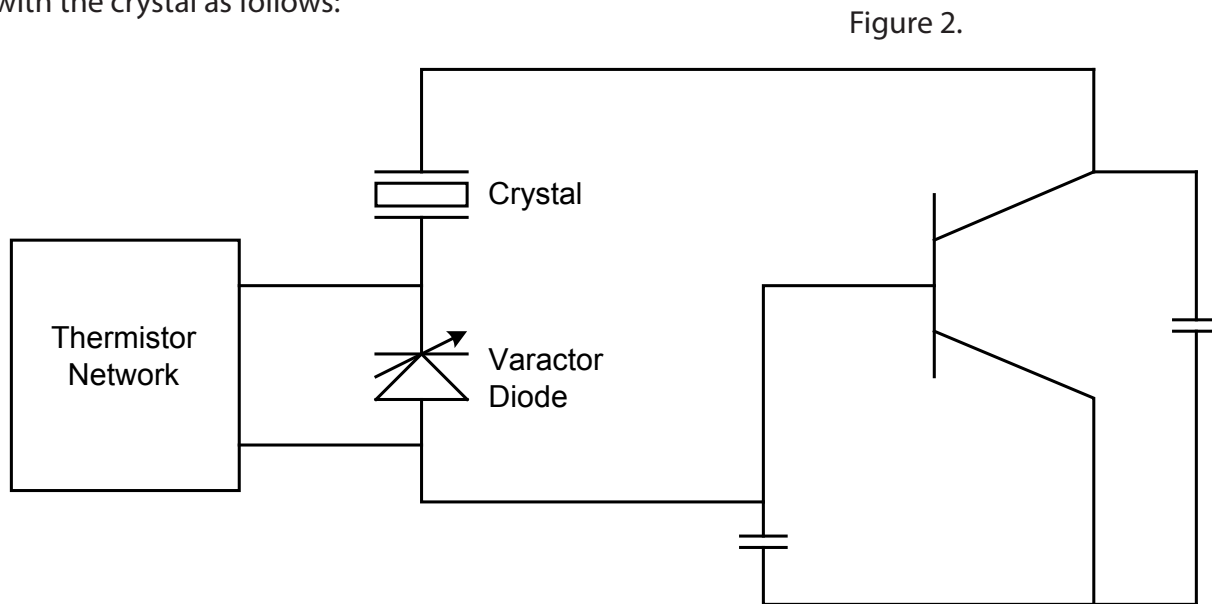 with the crystal as follows:
Figure 2.
Crystal
Thermistor
Network
Varactor
Diode